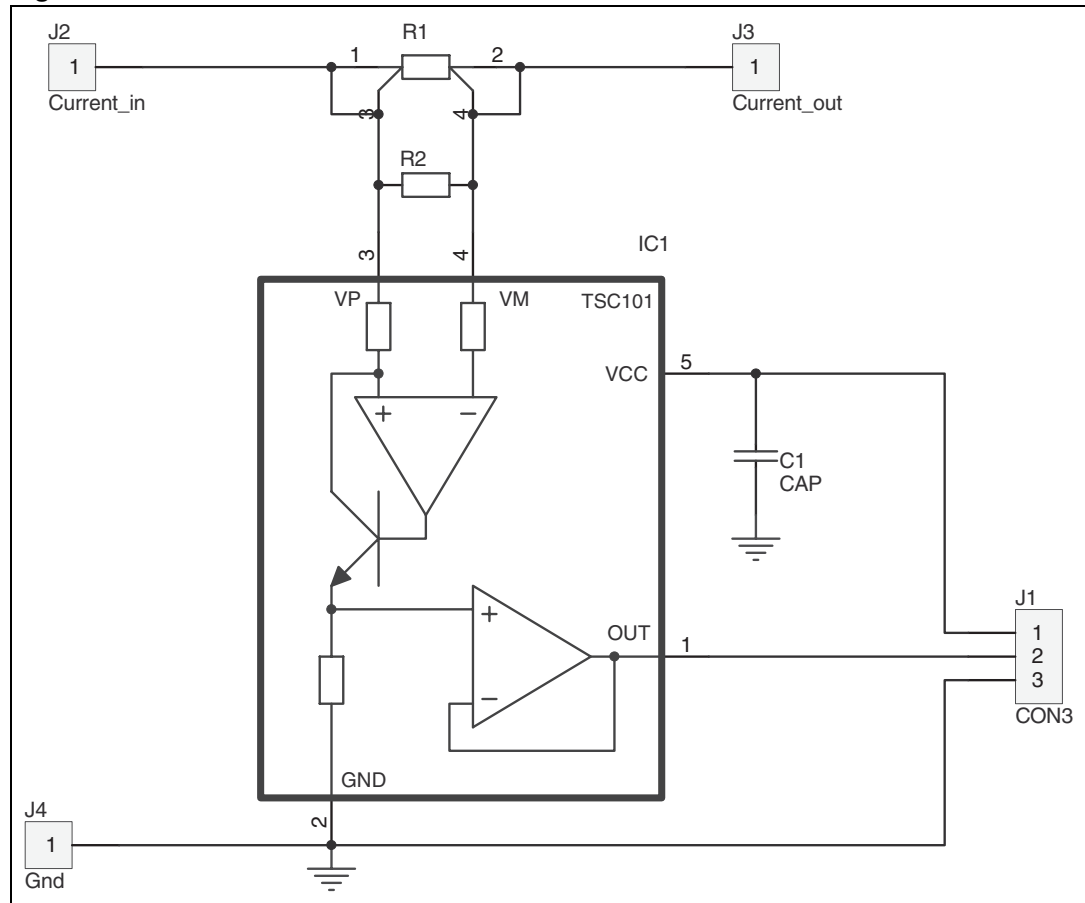 J2
R1
J3
1
1
2
1
Current_in
Current_out
3
4
R2
3
4
IC1
VP
VM
TSC101
VCC
5
+
−
C1
CAP
J1
+
OUT
1
1
2
−
3
CON3
GND
J4
2
1
Gnd